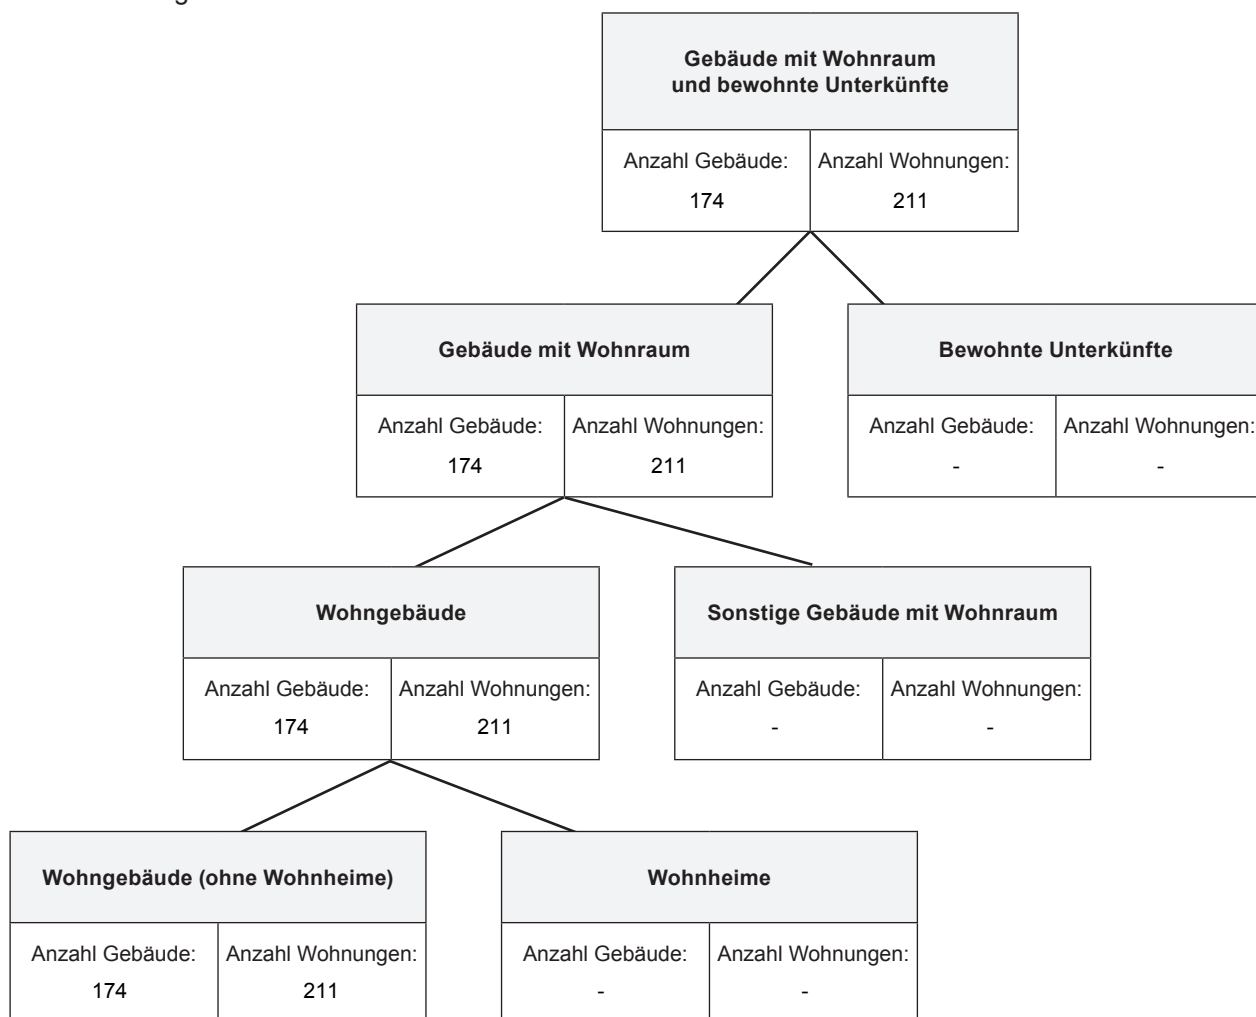 Gebäude mit Wohnraum
und bewohnte Unterkünfte
Anzahl Gebäude: Anzahl Wohnungen:
174 211
Gebäude mit Wohnraum
Anzahl Gebäude: Anzahl Wohnungen:
174 211
Bewohnte Unterkünfte
Anzahl Gebäude: Anzahl Wohnungen:
- -
Wohngebäude
Anzahl Gebäude: Anzahl Wohnungen:
174 211
Sonstige Gebäude mit Wohnraum
Anzahl Gebäude: Anzahl Wohnungen:
- -
Wohngebäude (ohne Wohnheime)
Anzahl Gebäude: Anzahl Wohnungen:
174 211
Wohnheime
Anzahl Gebäude: Anzahl Wohnungen:
- -